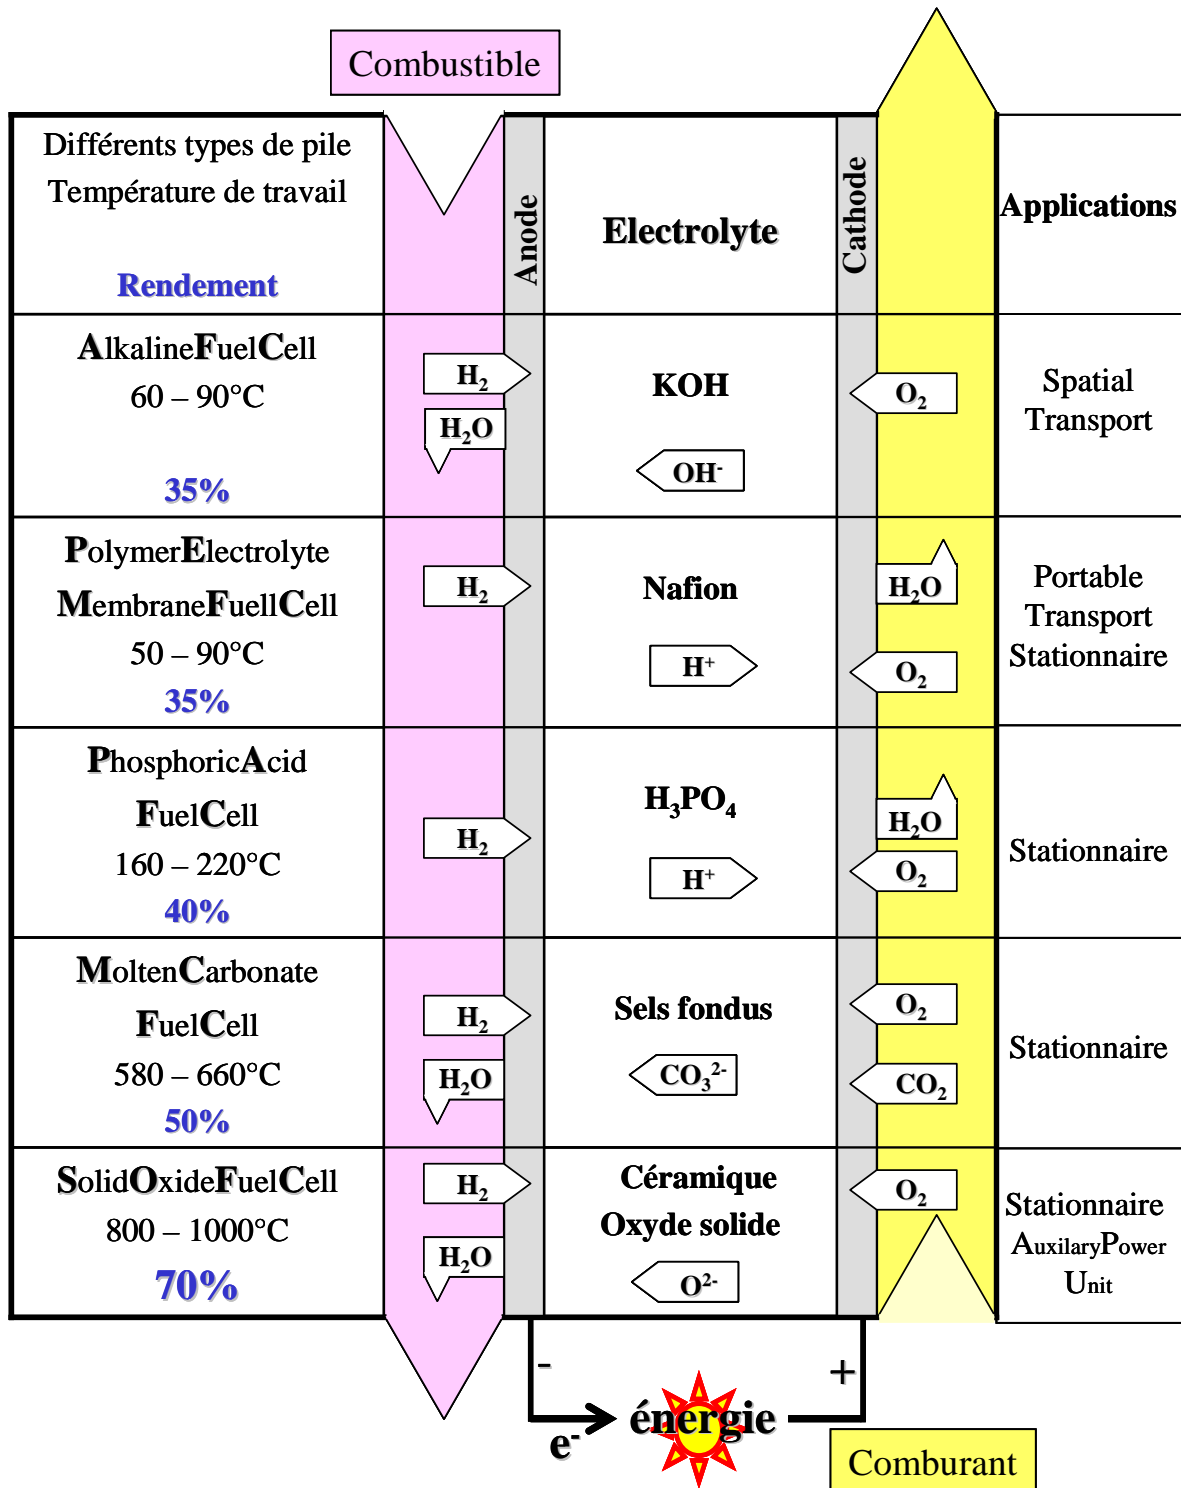 Combustible
Différents types de pile
Température de travail
Rendement
Anode
Electrolyte
Cathode
Applications
AlkalineFuelCell
60 – 90°C
35%
H₂
H₂O
KOH
OH⁻
O₂
Spatial
Transport
PolymerElectrolyte
MembraneFuellCell
50 – 90°C
35%
H₂
Nafion
H⁺
H₂O
O₂
Portable
Transport
Stationnaire
PhosphoricAcid
FuelCell
160 – 220°C
40%
H₂
H₃PO₄
H⁺
H₂O
O₂
Stationnaire
MoltenCarbonate
FuelCell
580 – 660°C
50%
H₂
H₂O
Sels fondus
CO₃²⁻
O₂
CO₂
Stationnaire
SolidOxideFuelCell
800 – 1000°C
70%
H₂
H₂O
Céramique
Oxyde solide
O²⁻
O₂
Stationnaire
AuxilaryPower
Unit
-
+
e⁻
énergie
Comburant